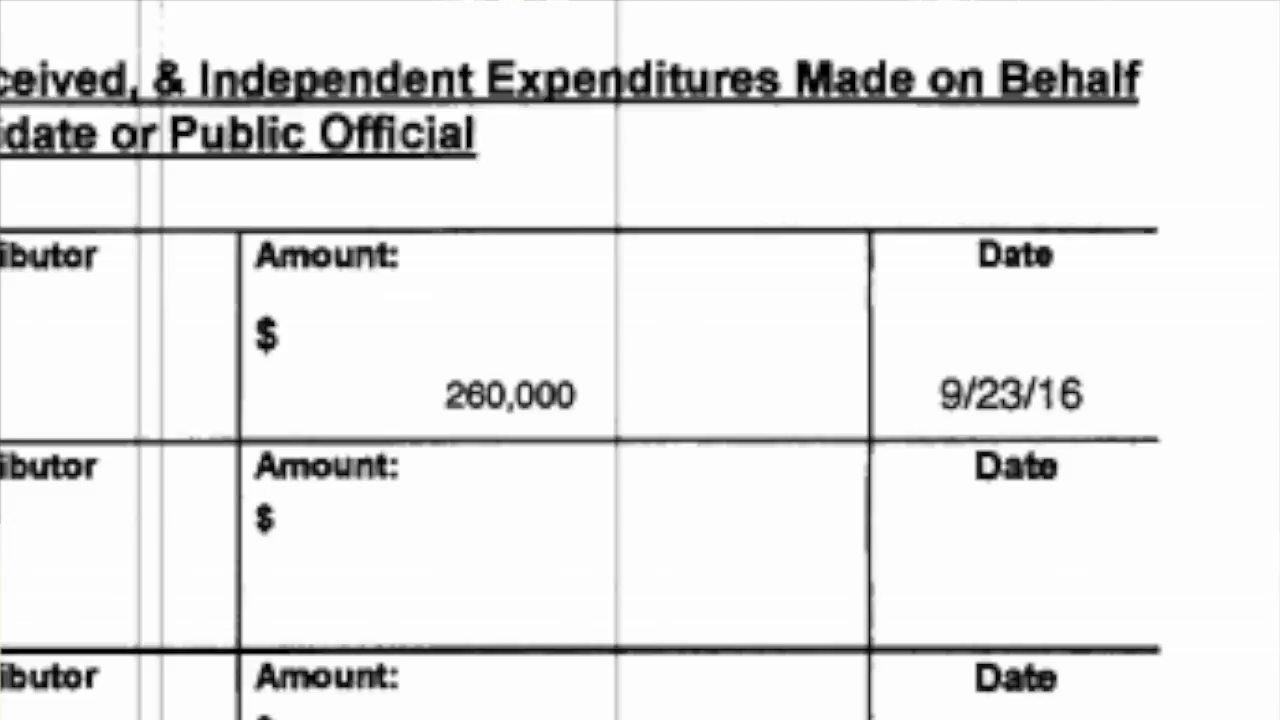 ceived, & Independent Expenditures Made on Behalf
idate or Public Official
ibutor Amount: Date
$
260,000 9/23/16
ibutor Amount: Date
$
ibutor Amount: Date
$